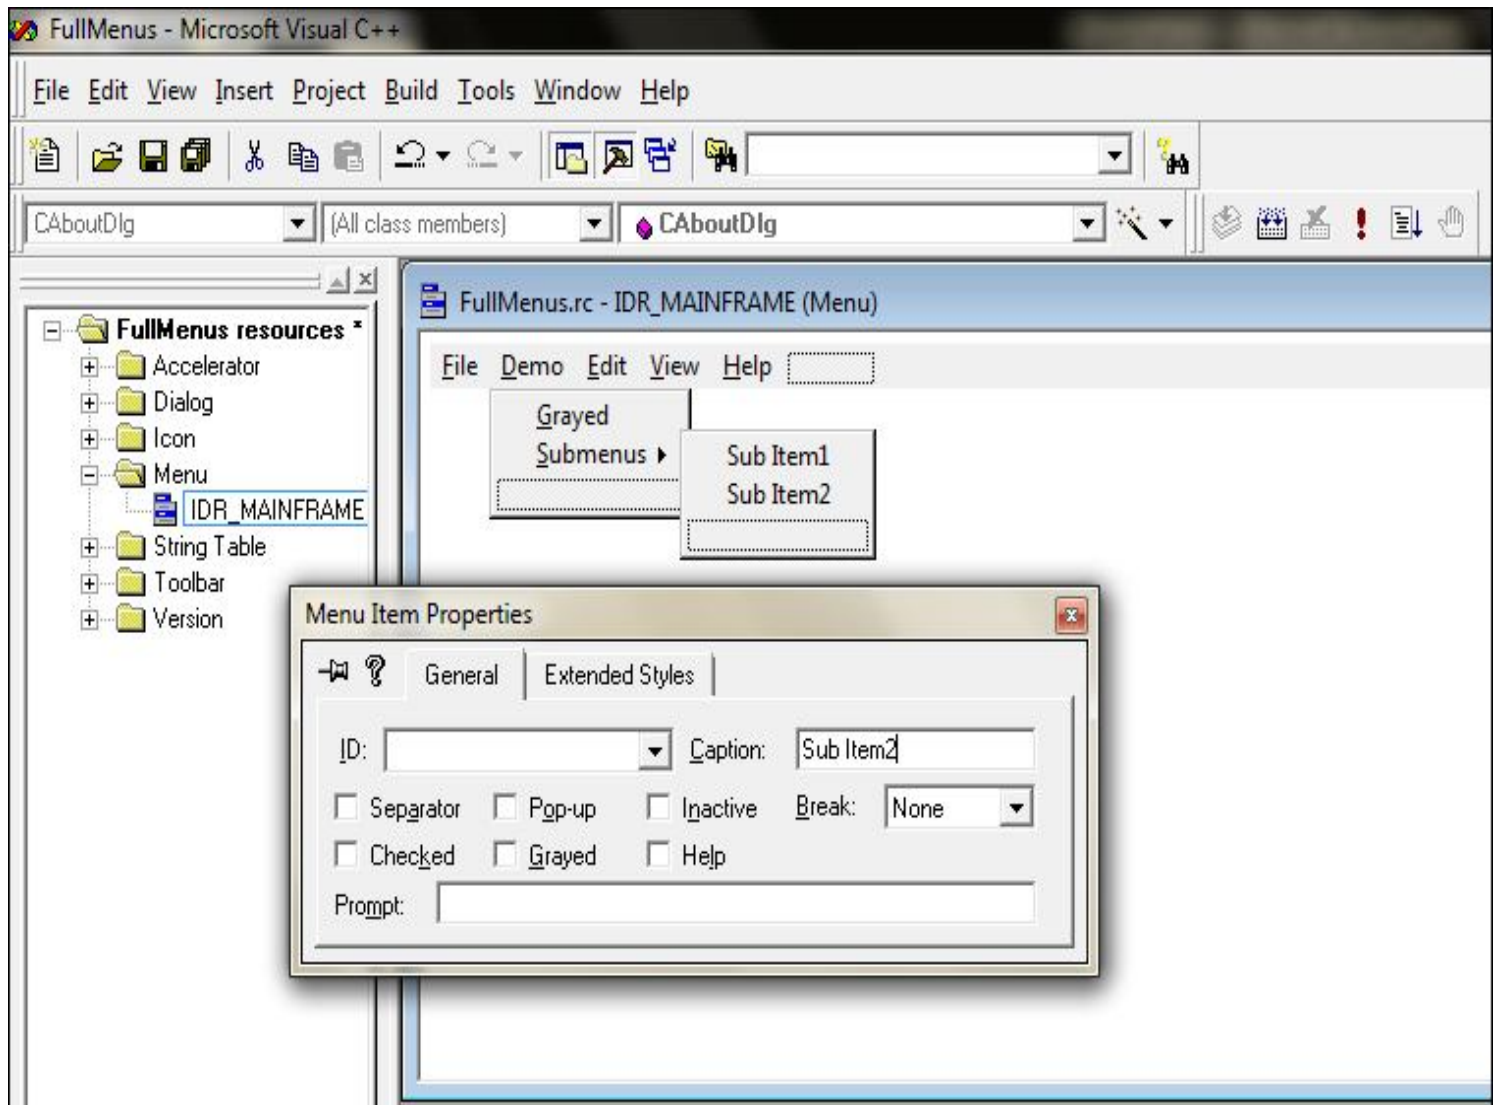 FullMenus - Microsoft Visual C++
File Edit View Insert Project Build Tools Window Help
CAboutDlg (All class members) CAboutDlg
FullMenus resources *
Accelerator
Dialog
Icon
Menu
IDR_MAINFRAME
String Table
Toolbar
Version
FullMenus.rc - IDR_MAINFRAME (Menu)
File Demo Edit View Help
Grayed
Submenus
Sub Item1
Sub Item2
Menu Item Properties
General Extended Styles
ID: Caption: Sub Item2
Separator Pop-up Inactive Break: None
Checked Grayed Help
Prompt: